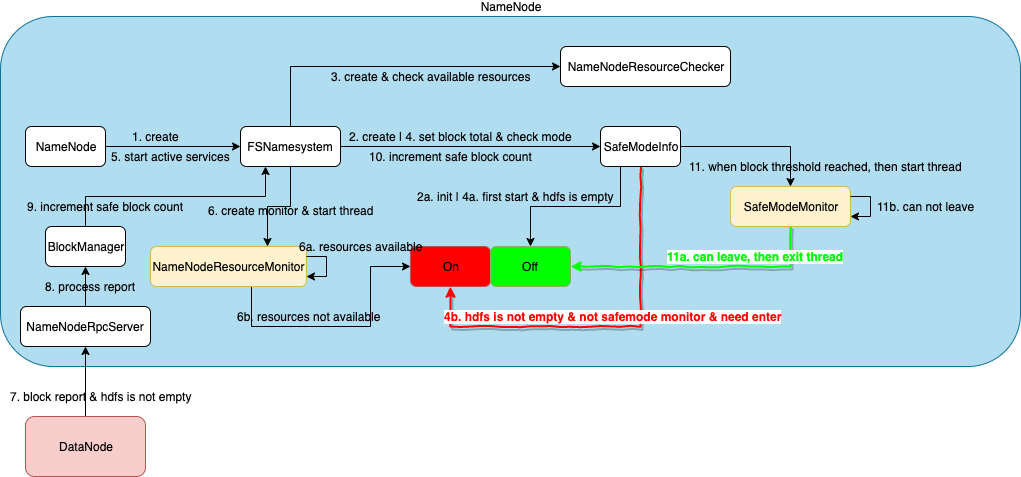 NameNode
NameNodeResourceChecker
3. create & check available resources
NameNode
1. create
5. start active services
FSNamesystem
2. create | 4. set block total & check mode
10. increment safe block count
SafeModeInfo
11. when block threshold reached, then start thread
2a. init | 4a. first start & hdfs is empty
9. increment safe block count
6. create monitor & start thread
SafeModeMonitor
11b. can not leave
BlockManager
6a. resources available
NameNodeResourceMonitor
On
Off
11a. can leave, then exit thread
8. process report
6b. resources not available
4b. hdfs is not empty & not safemode monitor & need enter
NameNodeRpcServer
7. block report & hdfs is not empty
DataNode